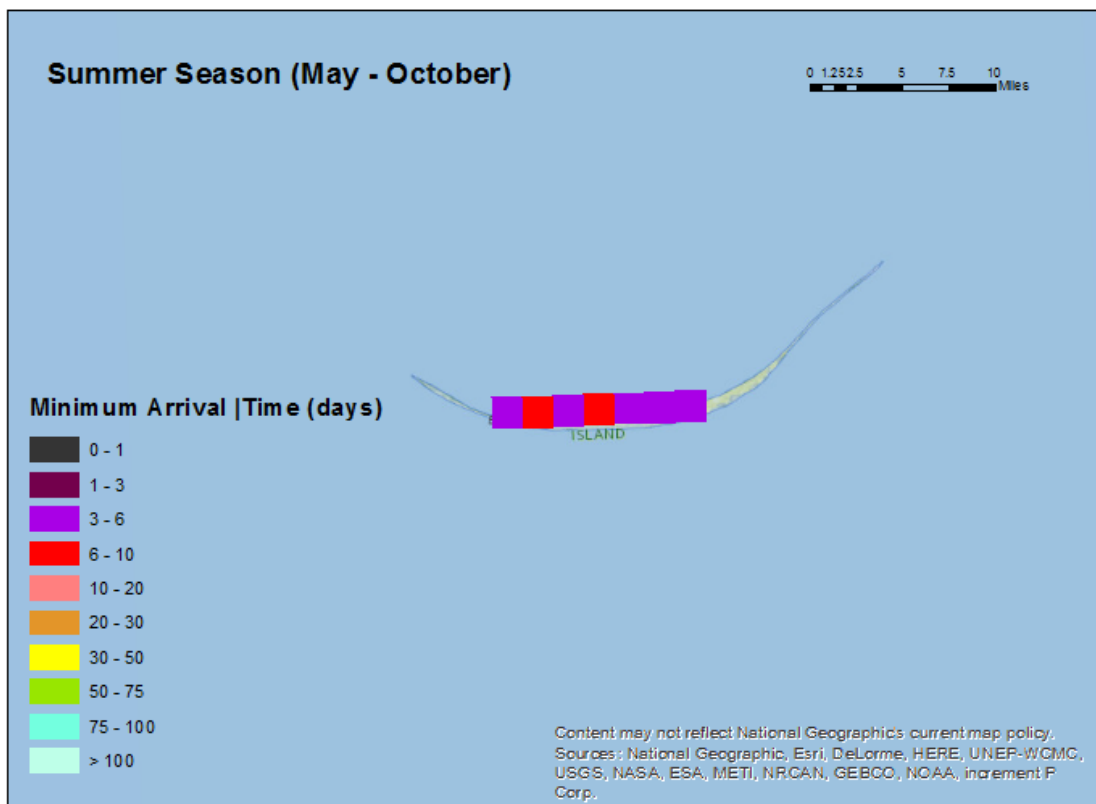 Summer Season (May - October)
0 1.252.5 5 7.5 10
Miles
Minimum Arrival |Time (days)
0 - 1
1 - 3
3 - 6
6 - 10
10 - 20
20 - 30
30 - 50
50 - 75
75 - 100
> 100
ISLAND
Content may not reflect National Geographic's current map policy.
Sources: National Geographic, Esri, DeLorme, HERE, UNEP-WCMC,
USGS, NASA, ESA, METI, NRCAN, GEBCO, NOAA, increment P
Corp.